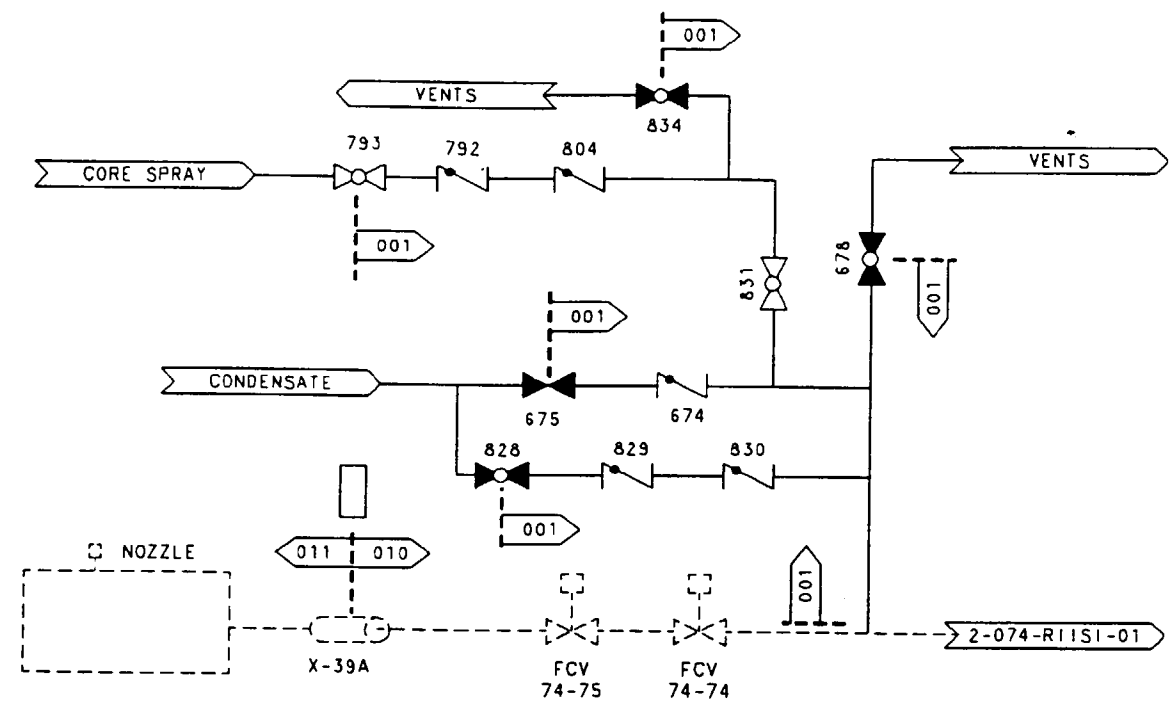 001
VENTS
834
793
792
804
CORE SPRAY
VENTS
001
831
678
001
001
CONDENSATE
675
674
828
829
830
001
NOZZLE
011
010
001
X-39A
FCV
74-75
FCV
74-74
2-074-RIISI-01